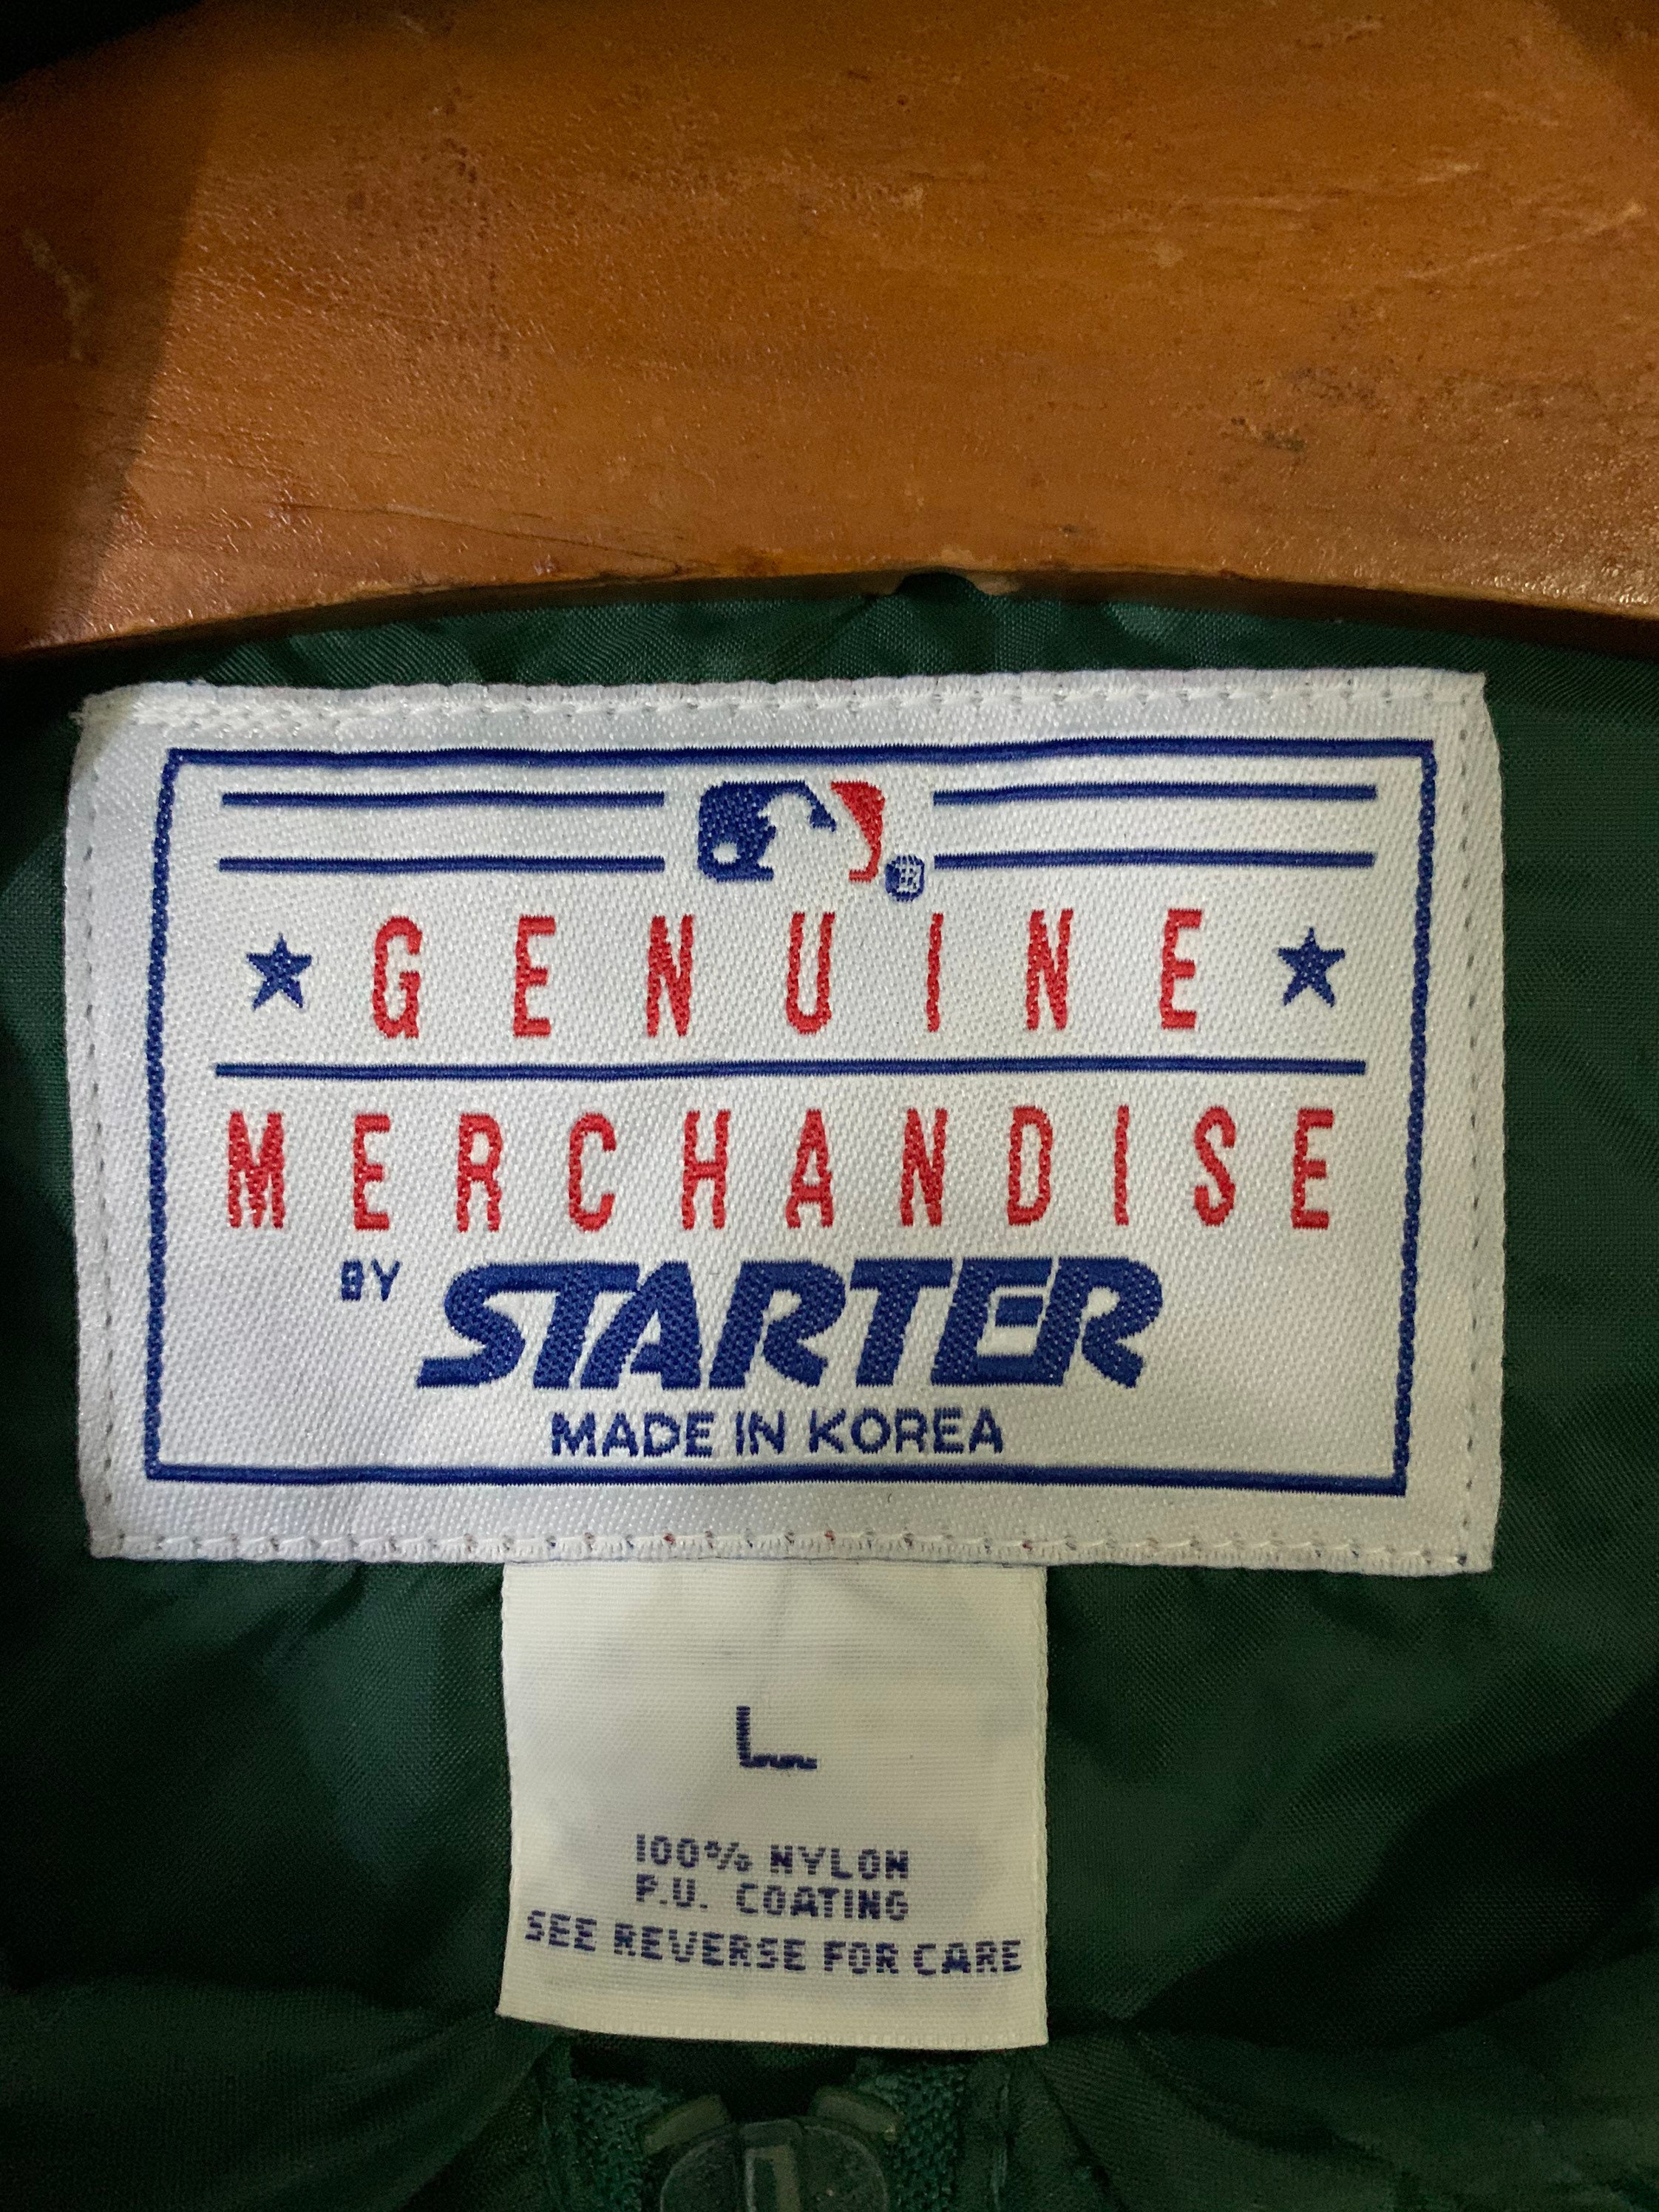 GENUINE
MERCHANDISE
BY STARTER
MADE IN KOREA
L
100% NYLON
P.U. COATING
SEE REVERSE FOR CARE